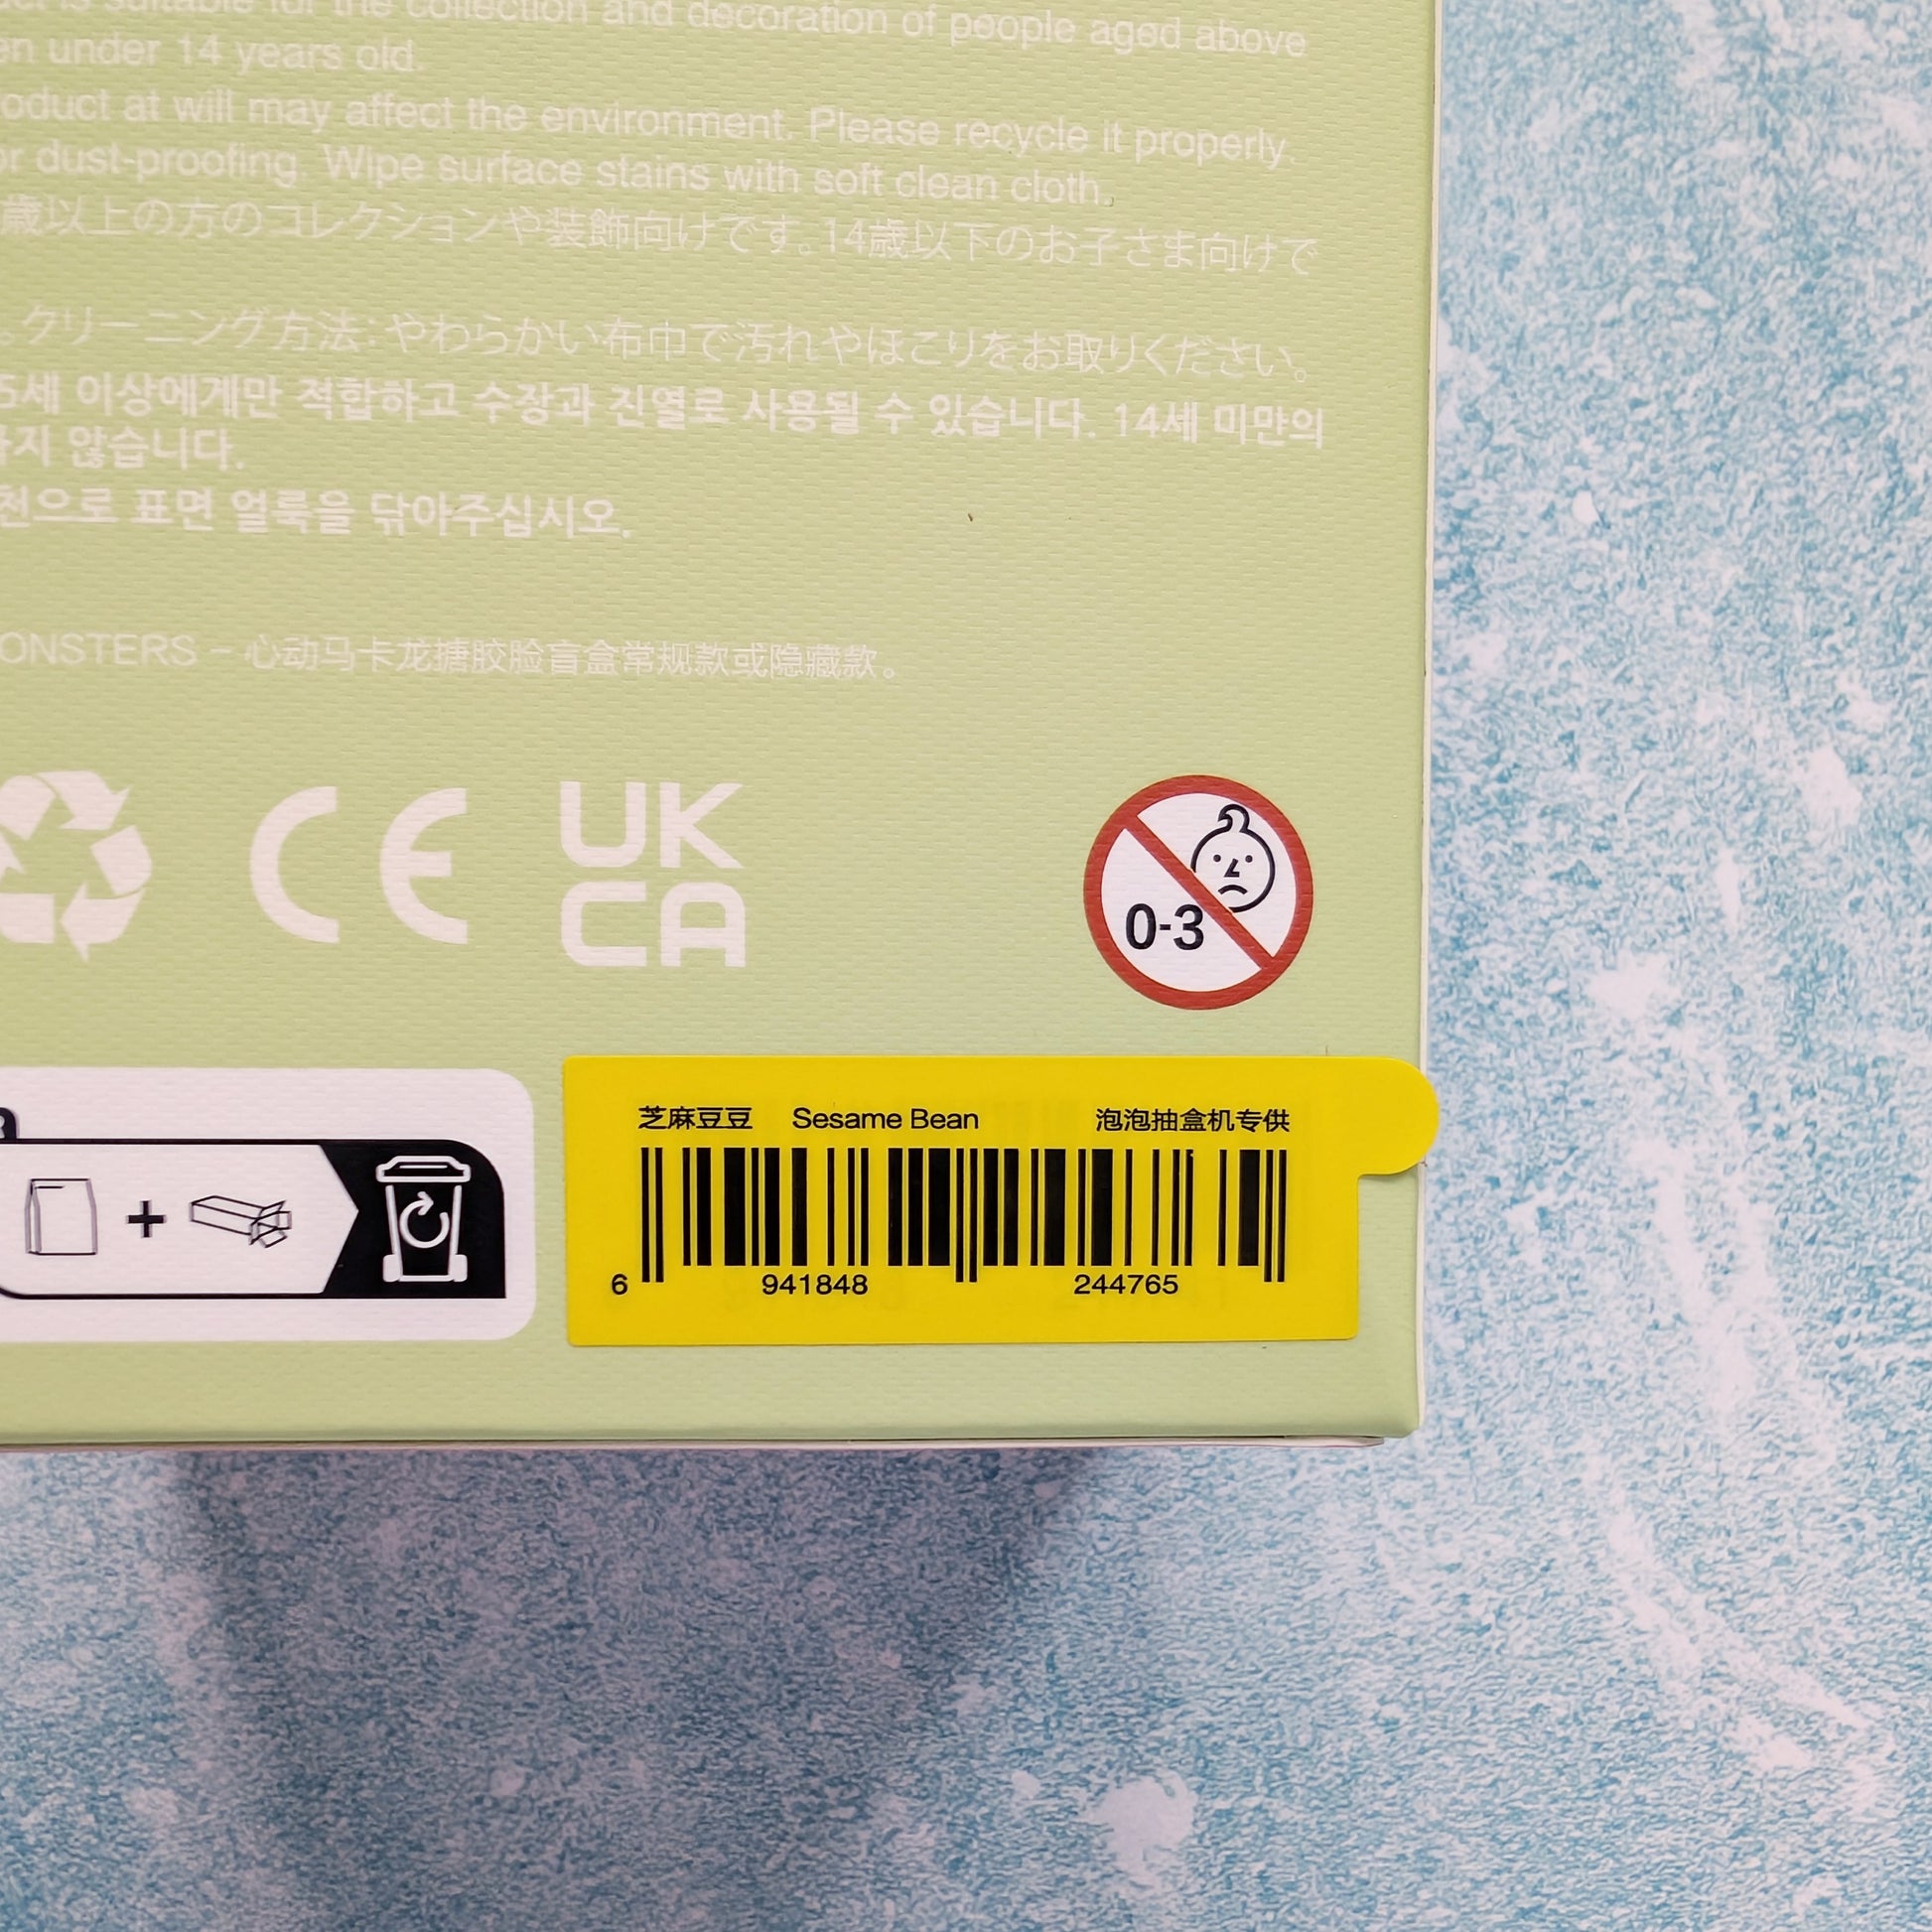 is suitable for the collection and decoration of people aged above
en under 14 years old.
oduct at will may affect the environment. Please recycle it properly.
or dust-proofing. Wipe surface stains with soft clean cloth.
歳以上の方のコレクションや装飾向けです。14歳以下のお子さま向けで
。クリーニング方法：やわらかい布巾で汚れやほこりをお取りください。
5세 이상에게만 적합하고 수장과 진열로 사용될 수 있습니다. 14세 미만의
하지 않습니다.
천으로 표면 얼룩을 닦아주십시오.
ONSTERS - 心动马卡龙搪胶脸盲盒常规款或隐藏款。
CE
UK
CA
0-3
芝麻豆豆 Sesame Bean 泡泡抽盒机专供
6 941848 244765